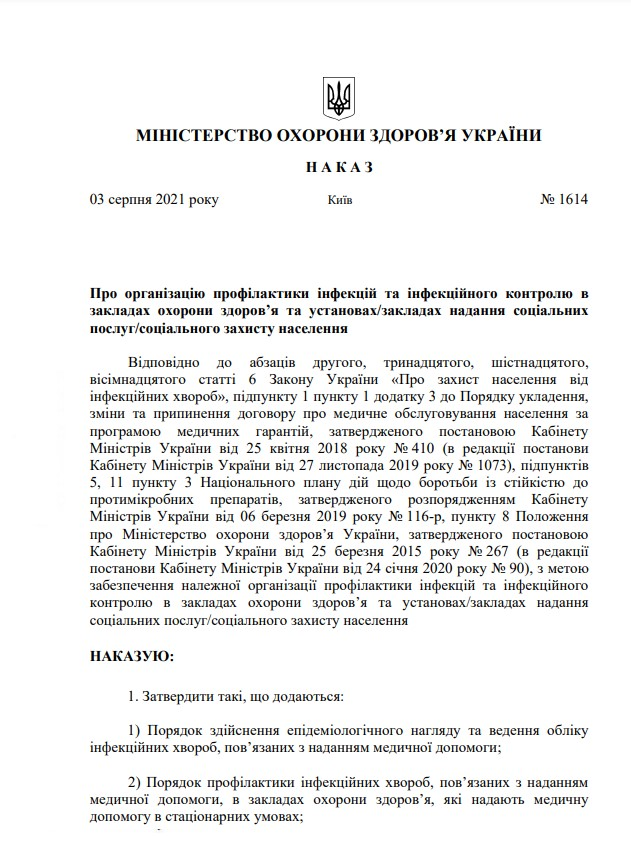 МІНІСТЕРСТВО ОХОРОНИ ЗДОРОВ’Я УКРАЇНИ
Н А К А З
03 серпня 2021 року Київ № 1614
Про організацію профілактики інфекцій та інфекційного контролю в
закладах охорони здоров’я та установах/закладах надання соціальних
послуг/соціального захисту населення
Відповідно до абзаців другого, тринадцятого, шістнадцятого,
вісімнадцятого статті 6 Закону України «Про захист населення від
інфекційних хвороб», підпункту 1 пункту 1 додатку 3 до Порядку укладення,
зміни та припинення договору про медичне обслуговування населення за
програмою медичних гарантій, затвердженого постановою Кабінету
Міністрів України від 25 квітня 2018 року № 410 (в редакції постанови
Кабінету Міністрів України від 27 листопада 2019 року № 1073), підпунктів
5, 11 пункту 3 Національного плану дій щодо боротьби із стійкістю до
протимікробних препаратів, затвердженого розпорядженням Кабінету
Міністрів України від 06 березня 2019 року № 116-р, пункту 8 Положення
про Міністерство охорони здоров’я України, затвердженого постановою
Кабінету Міністрів України від 25 березня 2015 року № 267 (в редакції
постанови Кабінету Міністрів України від 24 січня 2020 року № 90), з метою
забезпечення належної організації профілактики інфекцій та інфекційного
контролю в закладах охорони здоров’я та установах/закладах надання
соціальних послуг/соціального захисту населення
НАКАЗУЮ:
1. Затвердити такі, що додаються:
1) Порядок здійснення епідеміологічного нагляду та ведення обліку
інфекційних хвороб, пов’язаних з наданням медичної допомоги;
2) Порядок профілактики інфекційних хвороб, пов’язаних з наданням
медичної допомоги, в закладах охорони здоров’я, які надають медичну
допомогу в стаціонарних умовах;